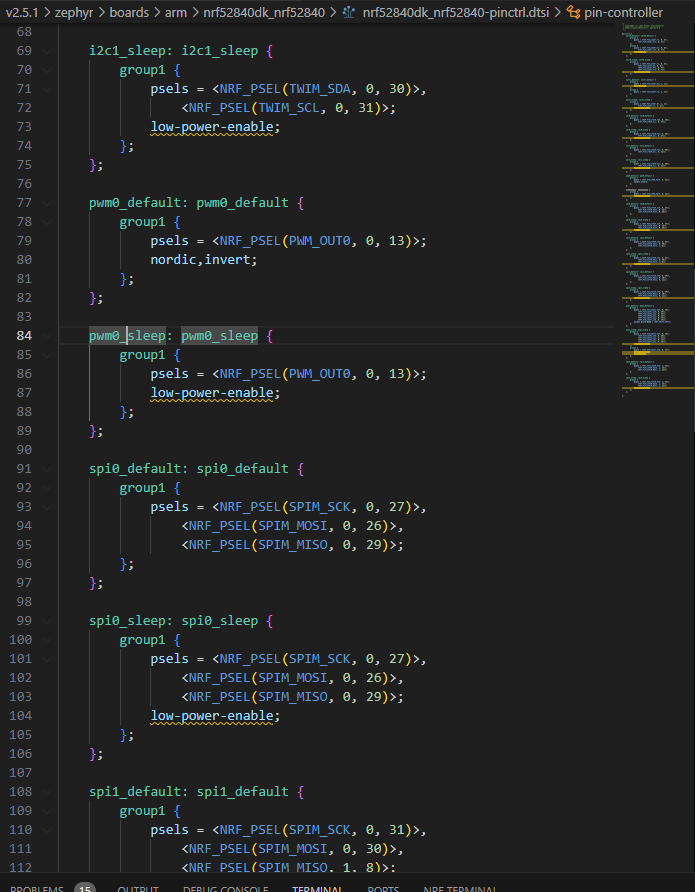 v2.5.1 > zephyr > boards > arm > nrf52840dk_nrf52840 > nrf52840dk_nrf52840-pinctrl.dtsi > pin-controller
68
69 i2c1_sleep: i2c1_sleep {
70 group1 {
71 psels = <NRF_PSEL(TWIM_SDA, 0, 30)>,
72 <NRF_PSEL(TWIM_SCL, 0, 31)>;
73 low-power-enable;
74 };
75 };
76
77 pwm0_default: pwm0_default {
78 group1 {
79 psels = <NRF_PSEL(PWM_OUT0, 0, 13)>;
80 nordic,invert;
81 };
82 };
83
84 pwm0_sleep: pwm0_sleep {
85 group1 {
86 psels = <NRF_PSEL(PWM_OUT0, 0, 13)>;
87 low-power-enable;
88 };
89 };
90
91 spi0_default: spi0_default {
92 group1 {
93 psels = <NRF_PSEL(SPIM_SCK, 0, 27)>,
94 <NRF_PSEL(SPIM_MOSI, 0, 26)>,
95 <NRF_PSEL(SPIM_MISO, 0, 29)>;
96 };
97 };
98
99 spi0_sleep: spi0_sleep {
100 group1 {
101 psels = <NRF_PSEL(SPIM_SCK, 0, 27)>,
102 <NRF_PSEL(SPIM_MOSI, 0, 26)>,
103 <NRF_PSEL(SPIM_MISO, 0, 29)>;
104 low-power-enable;
105 };
106 };
107
108 spi1_default: spi1_default {
109 group1 {
110 psels = <NRF_PSEL(SPIM_SCK, 0, 31)>,
111 <NRF_PSEL(SPIM_MOSI, 0, 30)>,
112 <NRF_PSEL(SPIM_MISO, 1, 8)>;
PROBLEMS 15 OUTPUT DEBUG CONSOLE TERMINAL PORTS NRF TERMINAL